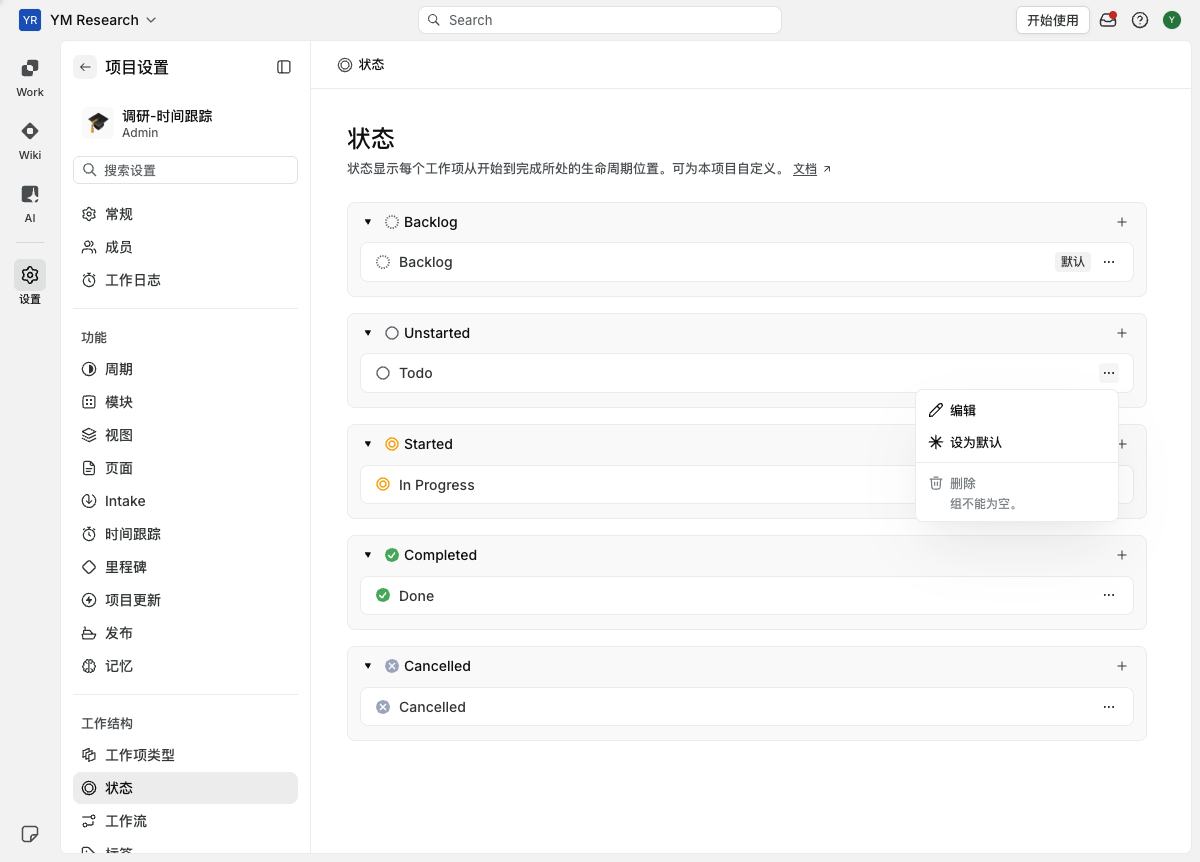 YR YM Research
Search
开始使用
Y
Work
Wiki
AI
设置
项目设置
调研-时间跟踪
Admin
搜索设置
常规
成员
工作日志
功能
周期
模块
视图
页面
Intake
时间跟踪
里程碑
项目更新
发布
记忆
工作结构
工作项类型
状态
工作流
标签
状态
状态
状态显示每个工作项从开始到完成所处的生命周期位置。可为本项目自定义。 文档
Backlog
Backlog
默认
Unstarted
Todo
编辑
设为默认
删除
组不能为空。
Started
In Progress
Completed
Done
Cancelled
Cancelled